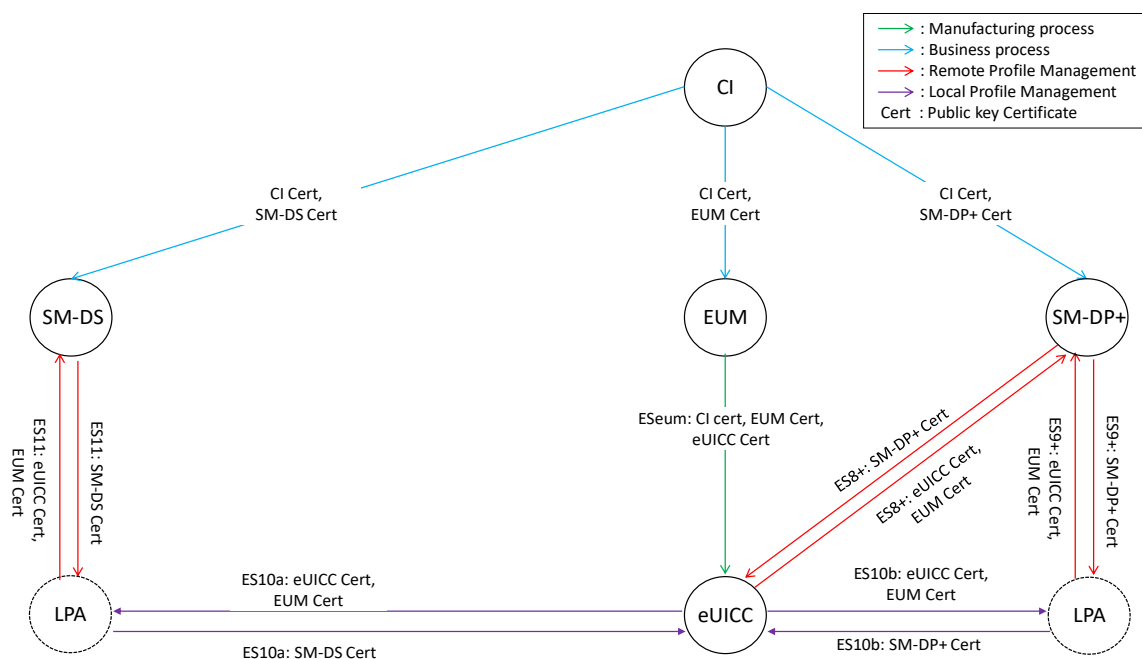 : Manufacturing process
: Business process
: Remote Profile Management
: Local Profile Management
Cert : Public key Certificate
CI
CI Cert,
SM-DS Cert
CI Cert,
EUM Cert
CI Cert,
SM-DP+ Cert
SM-DS
EUM
SM-DP+
ES11: eUICC Cert,
EUM Cert
ES11: SM-DS Cert
ESeum: CI cert, EUM Cert,
eUICC Cert
ES8+: SM-DP+ Cert
ES8+: eUICC Cert,
EUM Cert
ES9+: eUICC Cert,
EUM Cert
ES9+: SM-DP+ Cert
LPA
ES10a: eUICC Cert,
EUM Cert
ES10a: SM-DS Cert
eUICC
ES10b: eUICC Cert,
EUM Cert
ES10b: SM-DP+ Cert
LPA